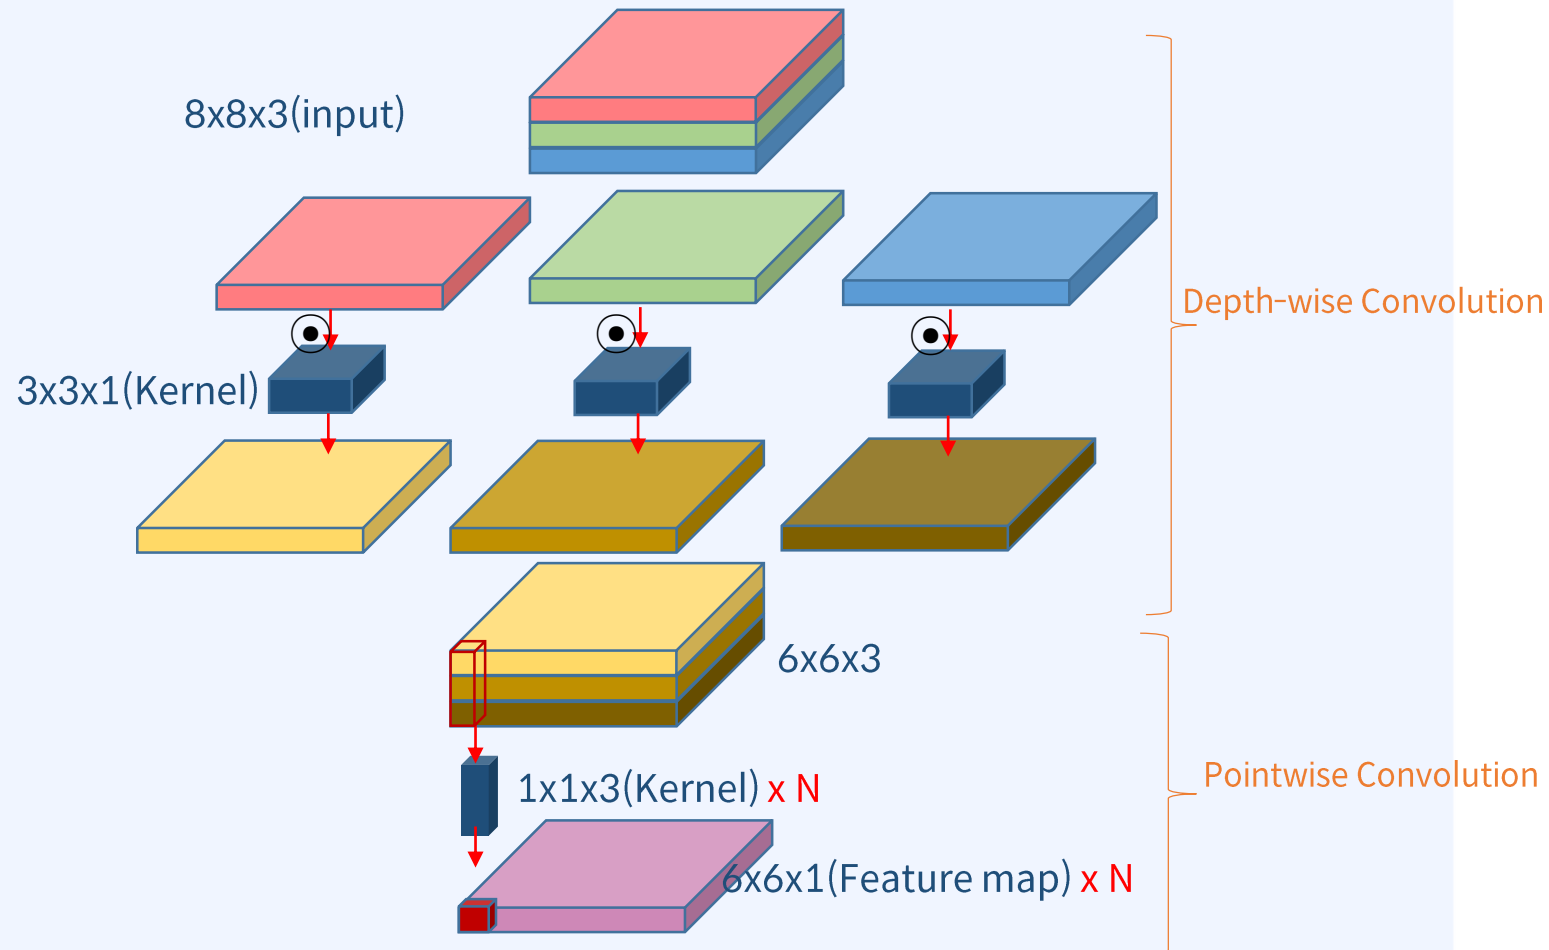 8x8x3(input)
Depth-wise Convolution
3x3x1(Kernel)
6x6x3
Pointwise Convolution
1x1x3(Kernel) x N
6x6x1(Feature map) x N